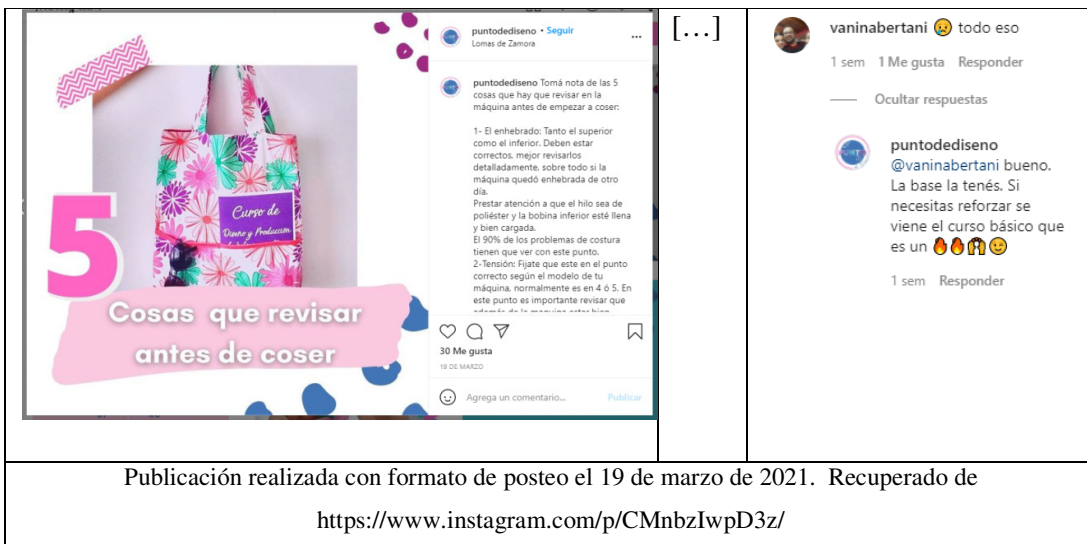 puntodediseno • Seguir
Lomas de Zamora
puntodediseno Tomá nota de las 5
cosas que hay que revisar en la
máquina antes de empezar a coser:
1- El enhebrado: Tanto el superior
como el inferior. Deben estar
correctos, mejor revisarlos
detalladamente, sobre todo si la
máquina quedó enhebrada de otro
día.
Prestar atención a que el hilo sea de
poliéster y la bobina inferior esté llena
y bien cargada.
El 90% de los problemas de costura
tienen que ver con este punto.
2-Tensión: Fijate que este en el punto
correcto según el modelo de tu
máquina, normalmente es en 4 ó 5. En
este punto es importante revisar que
Curso de
Diseño y Producción
5
Cosas que revisar
antes de coser
30 Me gusta
19 DE MARZO
Agrega un comentario...
Publicar
[…]
vaninabertani 😥 todo eso
1 sem 1 Me gusta Responder
Ocultar respuestas
puntodediseno
@vaninabertani bueno.
La base la tenés. Si
necesitas reforzar se
viene el curso básico que
es un 🔥🔥🙌😉
1 sem Responder
Publicación realizada con formato de posteo el 19 de marzo de 2021. Recuperado de
https://www.instagram.com/p/CMnbzIwpD3z/